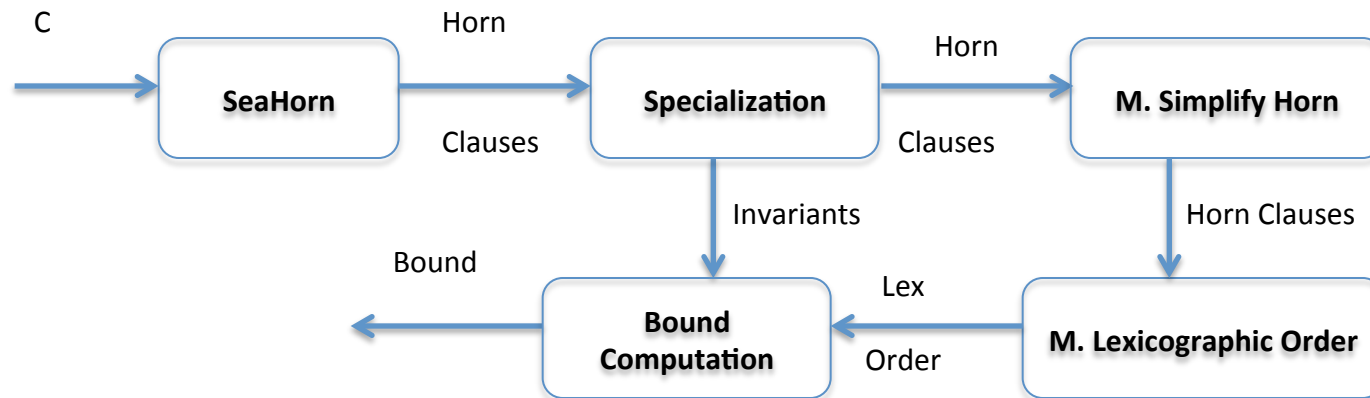 C
SeaHorn
Horn
Clauses
Specialization
Horn
Clauses
M. Simplify Horn
Invariants
Horn Clauses
Bound
Bound
Computation
Lex
Order
M. Lexicographic Order